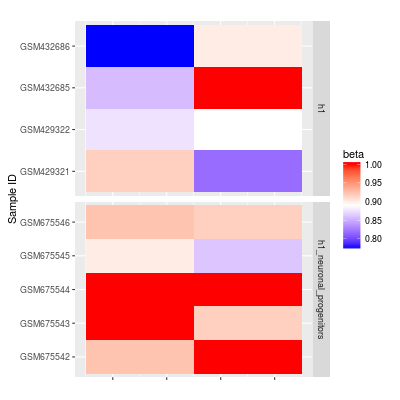 GSM432686
GSM432685
GSM429322
GSM429321
h1
GSM675546
GSM675545
GSM675544
GSM675543
GSM675542
h1_neuronal_progenitors
Sample ID
beta
1.00
0.95
0.90
0.85
0.80